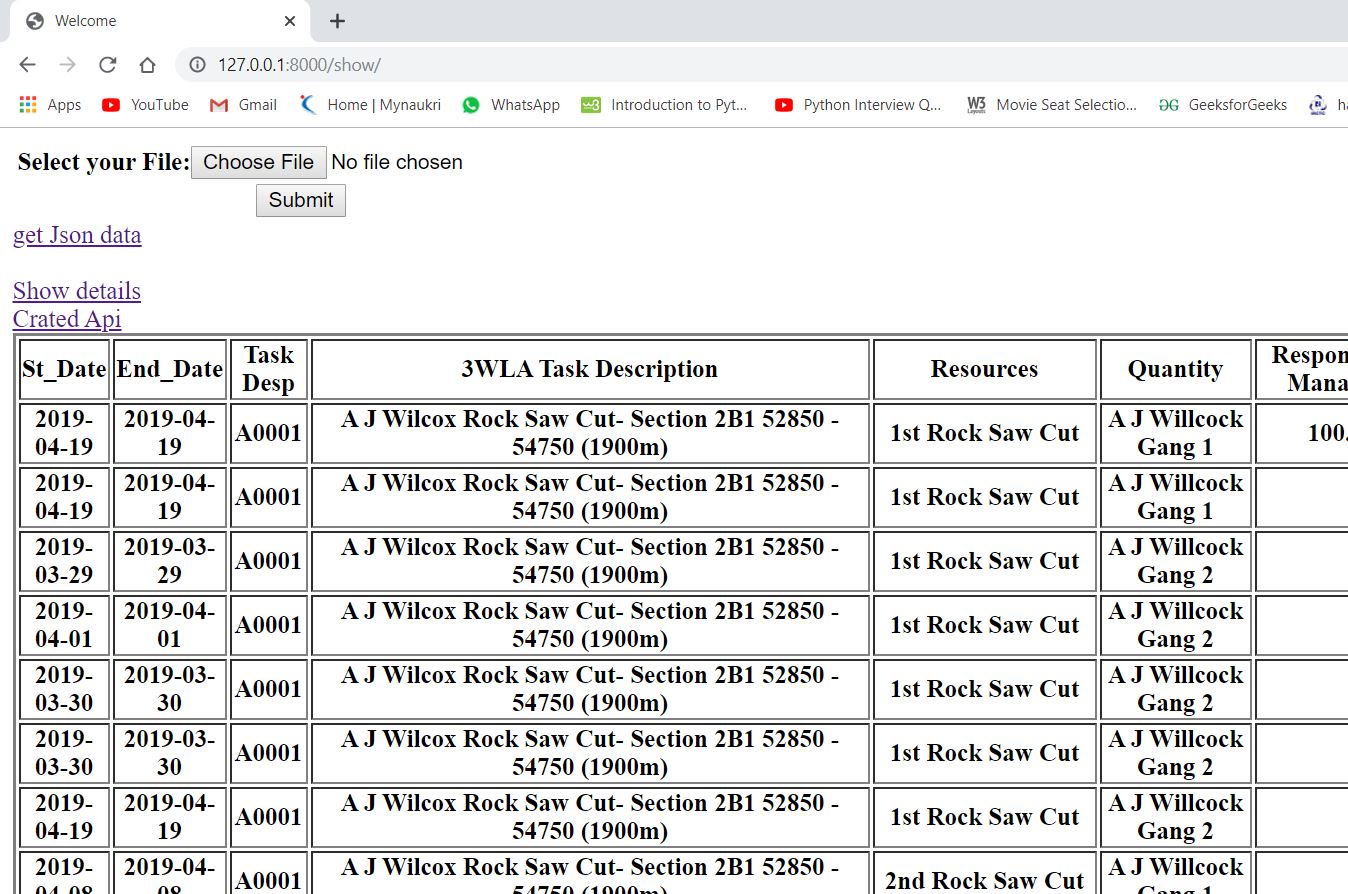 Welcome
127.0.0.1:8000/show/
Apps YouTube Gmail Home | Mynaukri WhatsApp Introduction to Pyt... Python Interview Q... Movie Seat Selectio... GeeksforGeeks
Select your File: Choose File No file chosen
Submit
get Json data
Show details
Crated Api
St_Date End_Date Task Desp 3WLA Task Description Resources Quantity Respon Mana
2019-04-19 2019-04-19 A0001 A J Wilcox Rock Saw Cut- Section 2B1 52850 - 54750 (1900m) 1st Rock Saw Cut A J Willcock Gang 1 100.
2019-04-19 2019-04-19 A0001 A J Wilcox Rock Saw Cut- Section 2B1 52850 - 54750 (1900m) 1st Rock Saw Cut A J Willcock Gang 1
2019-03-29 2019-03-29 A0001 A J Wilcox Rock Saw Cut- Section 2B1 52850 - 54750 (1900m) 1st Rock Saw Cut A J Willcock Gang 2
2019-04-01 2019-04-01 A0001 A J Wilcox Rock Saw Cut- Section 2B1 52850 - 54750 (1900m) 1st Rock Saw Cut A J Willcock Gang 2
2019-03-30 2019-03-30 A0001 A J Wilcox Rock Saw Cut- Section 2B1 52850 - 54750 (1900m) 1st Rock Saw Cut A J Willcock Gang 2
2019-03-30 2019-03-30 A0001 A J Wilcox Rock Saw Cut- Section 2B1 52850 - 54750 (1900m) 1st Rock Saw Cut A J Willcock Gang 2
2019-04-19 2019-04-19 A0001 A J Wilcox Rock Saw Cut- Section 2B1 52850 - 54750 (1900m) 1st Rock Saw Cut A J Willcock Gang 2
2019-04-08 2019-04-08 A0001 A J Wilcox Rock Saw Cut- Section 2B1 52850 - 54750 (1900m) 2nd Rock Saw Cut A J Willcock Gang 1